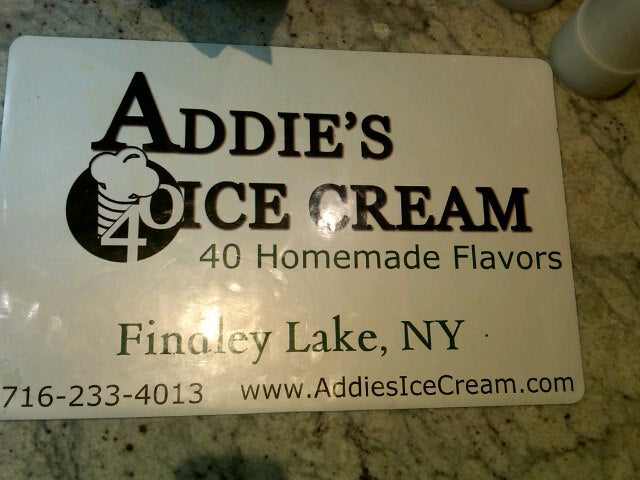 ADDIE'S
40 ICE CREAM
40 Homemade Flavors
Findley Lake, NY
716-233-4013 www.AddiesIceCream.com